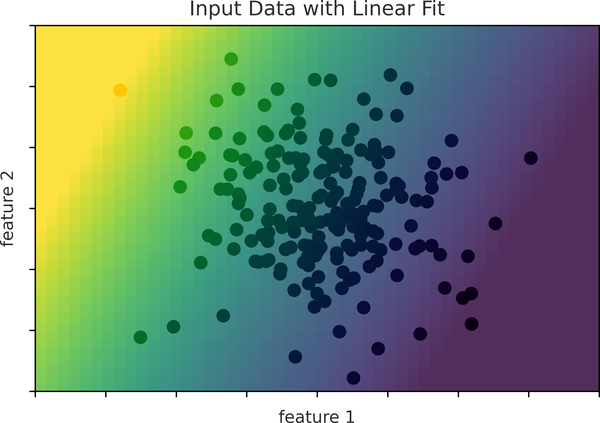 Input Data with Linear Fit
feature 2
feature 1